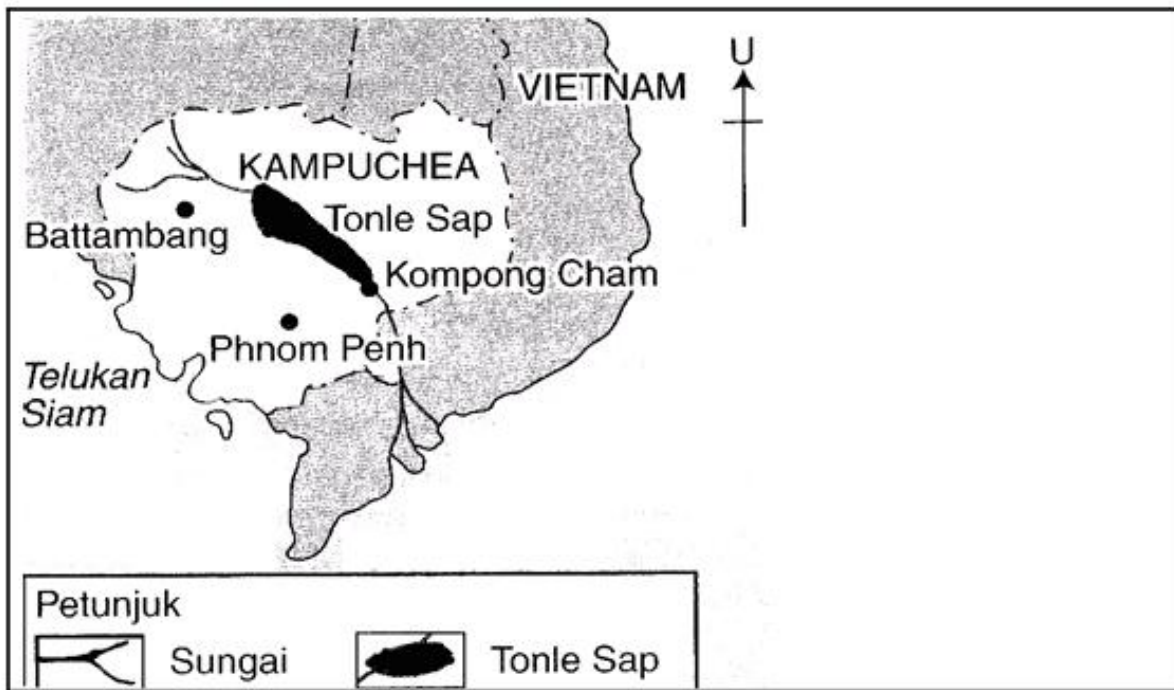 U
VIETNAM
KAMPUCHEA
Tonle Sap
Battambang
Kompong Cham
Phnom Penh
Telukan
Siam
Petunjuk
Sungai
Tonle Sap